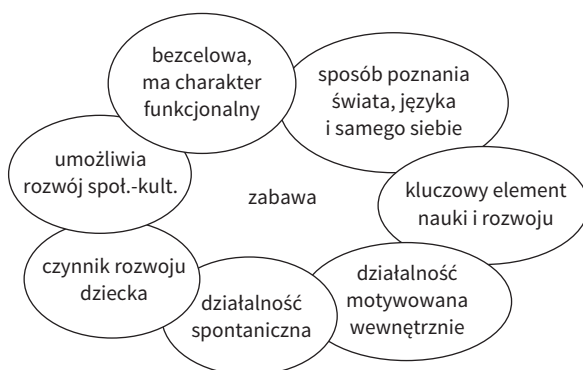 bezcelowa,
ma charakter
funkcjonalny
sposób poznania
świata, języka
i samego siebie
umożliwia
rozwój społ.-kult.
zabawa
kluczowy element
nauki i rozwoju
czynnik rozwoju
dziecka
działalność
spontaniczna
działalność
motywowana
wewnętrznie